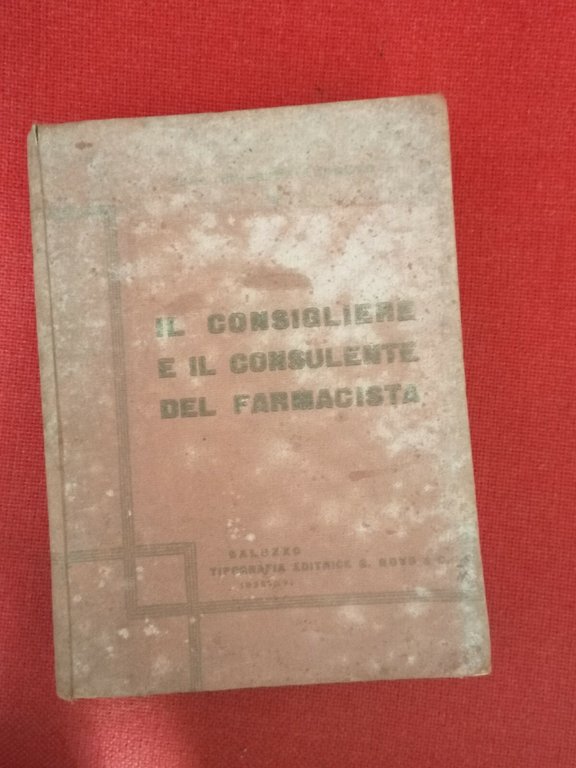 IL CONSIGLIERE
E IL CONSULENTE
DEL FARMACISTA
SALUZZO
TIPOGRAFIA EDITRICE G.